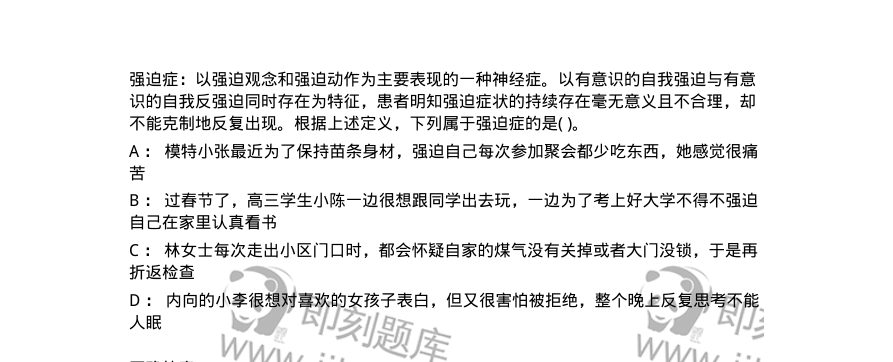 强迫症：以强迫观念和强迫动作为主要表现的一种神经症。以有意识的自我强迫与有意
识的自我反强迫同时存在为特征，患者明知强迫症状的持续存在毫无意义且不合理，却
不能克制地反复出现。根据上述定义，下列属于强迫症的是( )。
A： 模特小张最近为了保持苗条身材，强迫自己每次参加聚会都少吃东西，她感觉很痛
苦
B： 过春节了，高三学生小陈一边很想跟同学出去玩，一边为了考上好大学不得不强迫
自己在家里认真看书
C： 林女士每次走出小区门口时，都会怀疑自家的煤气没有关掉或者大门没锁，于是再
折返检查
D： 内向的小李很想对喜欢的女孩子表白，但又很害怕被拒绝，整个晚上反复思考不能
人眠
即刻题库
即刻